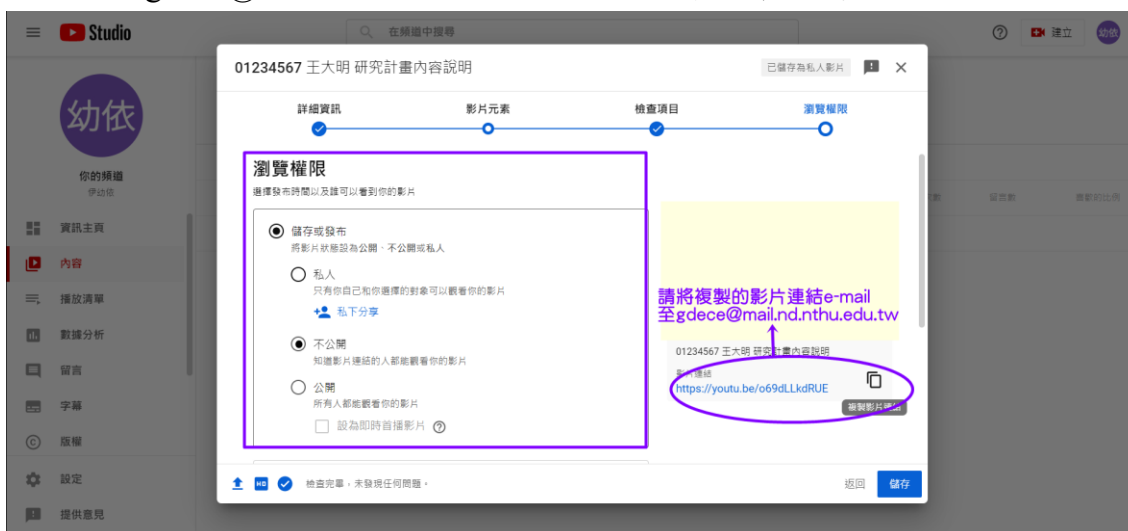 Studio
在頻道中搜尋
建立
幼依
幼依
你的頻道
伊幼依
資訊主頁
內容
播放清單
數據分析
留言
字幕
版權
設定
提供意見
01234567 王大明 研究計畫內容說明
已儲存為私人影片
詳細資訊
影片元素
檢查項目
瀏覽權限
瀏覽權限
選擇發布時間以及誰可以看到你的影片
儲存或發布
將影片狀態設為公開、不公開或私人
私人
只有你自己和你選擇的對象可以觀看你的影片
私下分享
不公開
知道影片連結的人都能觀看你的影片
公開
所有人都能觀看你的影片
設為即時首播影片
請將複製的影片連結e-mail
至gdece@mail.nd.nthu.edu.tw
01234567 王大明 研究計畫內容說明
影片連結
https://youtu.be/o69dLLkdRUE
複製影片連結
留言數
HD
檢查完畢，未發現任何問題。
返回
儲存